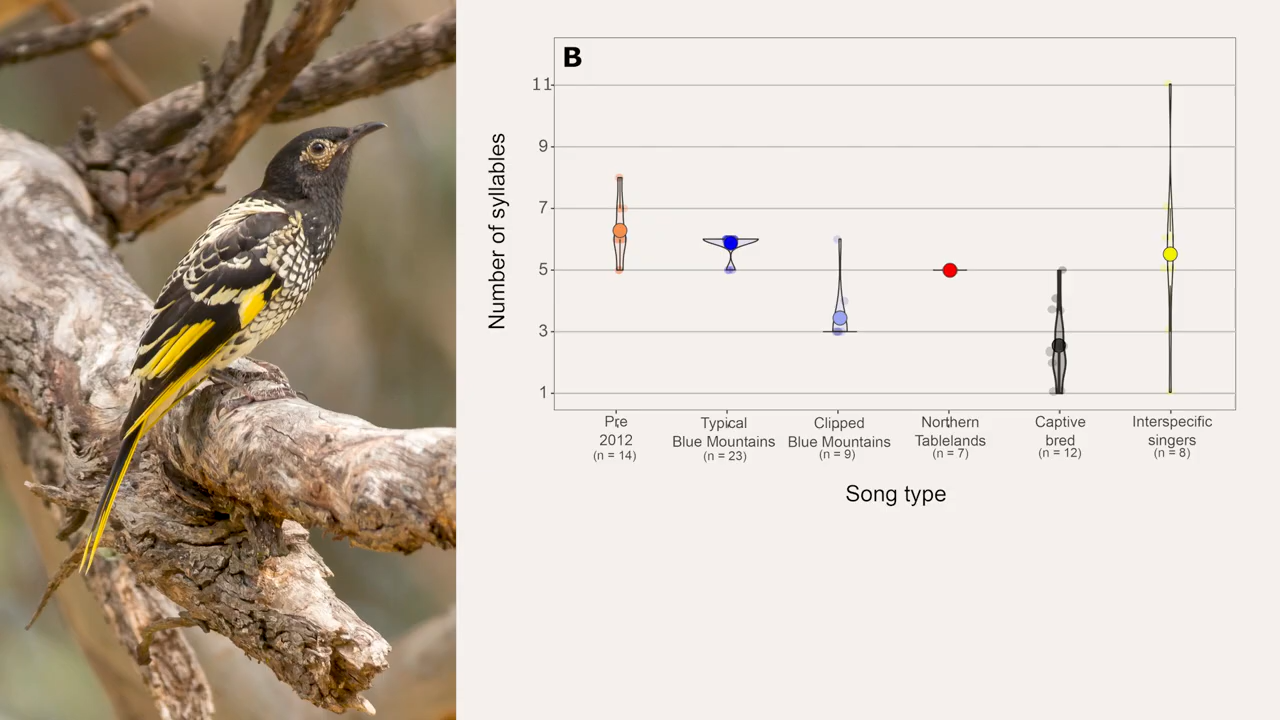 B
11
9
7
5
3
1
Number of syllables
Pre
2012
(n = 14)
Typical
Blue Mountains
(n = 23)
Clipped
Blue Mountains
(n = 9)
Northern
Tablelands
(n = 7)
Captive
bred
(n = 12)
Interspecific
singers
(n = 8)
Song type